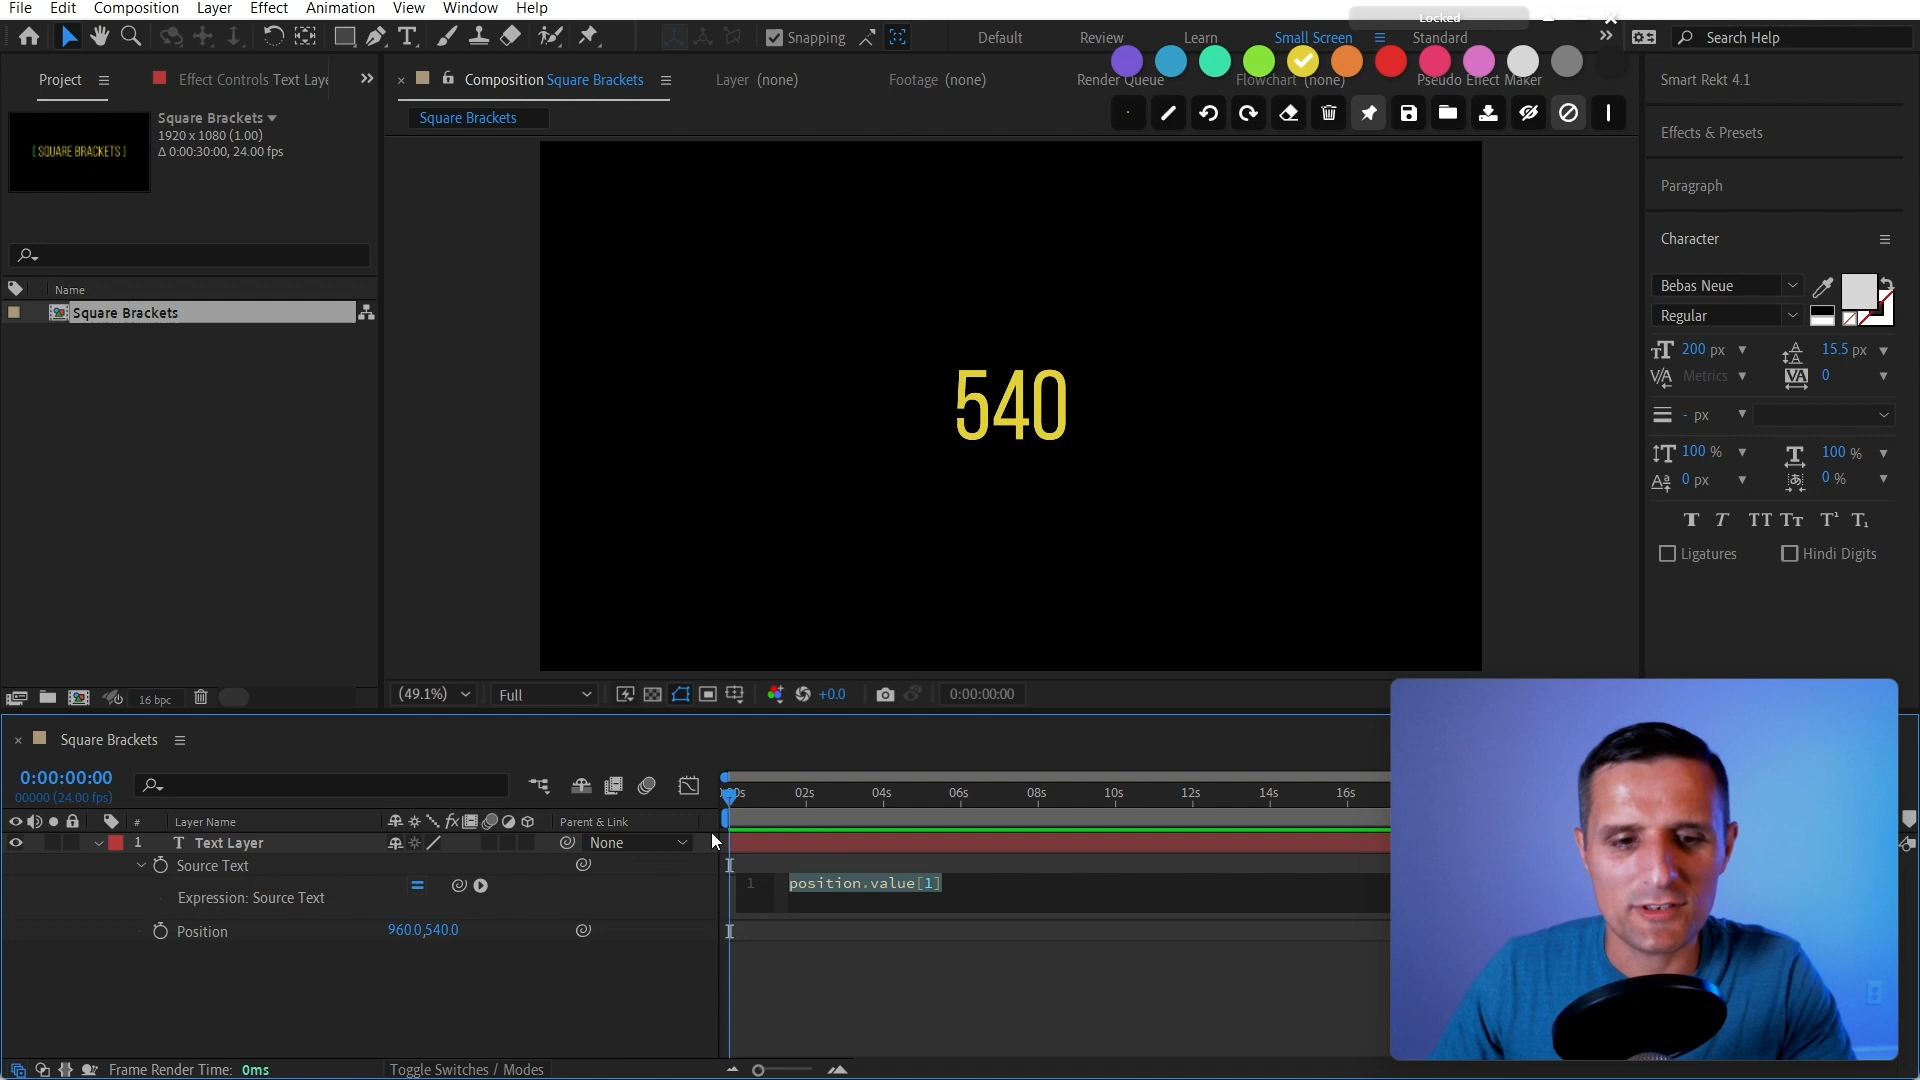 File Edit Composition Layer Effect Animation View Window Help
Locked
Snapping
Default Review Learn Small Screen Standard
Search Help
Project
Effect Controls Text Laye
Composition Square Brackets
Layer (none)
Footage (none)
Render Queue
Flowchart (none)
Pseudo Effect Maker
Square Brackets
[ SQUARE BRACKETS ]
Square Brackets
1920 x 1080 (1.00)
Δ 0:00:30:00, 24.00 fps
Name
Square Brackets
16 bpc
540
(49.1%)
Full
+0.0
0:00:00:00
Smart Rekt 4.1
Effects & Presets
Paragraph
Character
Bebas Neue
Regular
200 px
15.5 px
Metrics
0
- px
100 %
100 %
0 px
0 %
Ligatures
Hindi Digits
Square Brackets
0:00:00:00
00000 (24.00 fps)
02s 04s 06s 08s 10s 12s 14s 16s
# Layer Name
Parent & Link
1 T Text Layer
None
Source Text
Expression: Source Text
1 position.value[1]
Position
960.0,540.0
Frame Render Time: 0ms
Toggle Switches / Modes